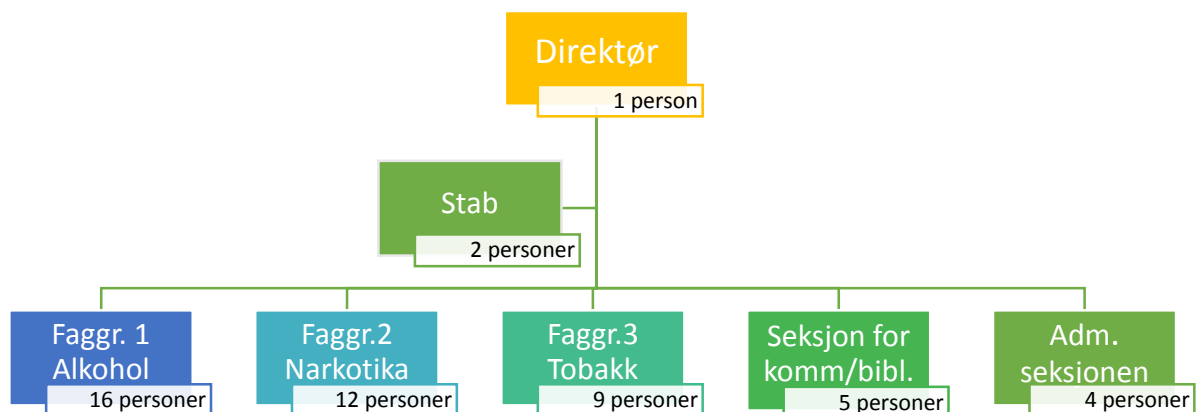 Direktør
1 person
Stab
2 personer
Faggr. 1
Alkohol
16 personer
Faggr.2
Narkotika
12 personer
Faggr.3
Tobakk
9 personer
Seksjon for
komm/bibl.
5 personer
Adm.
seksjonen
4 personer